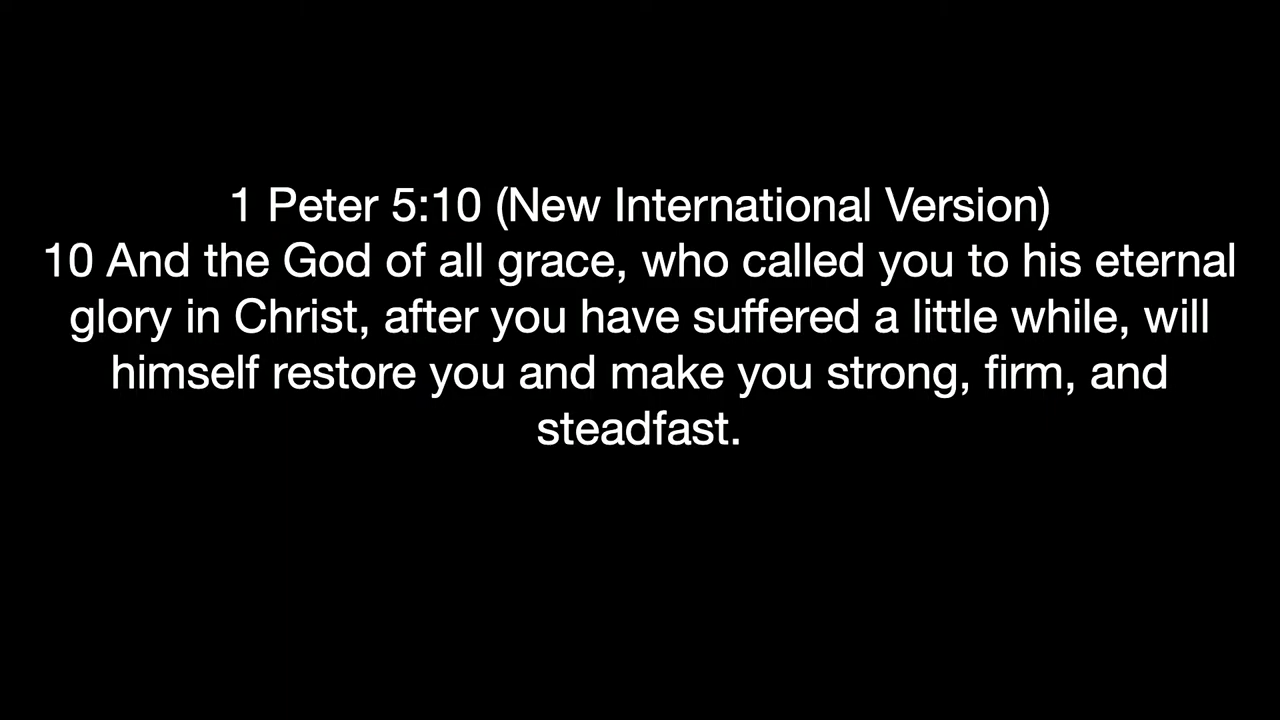 1 Peter 5:10 (New International Version)
10 And the God of all grace, who called you to his eternal
glory in Christ, after you have suffered a little while, will
himself restore you and make you strong, firm, and
steadfast.